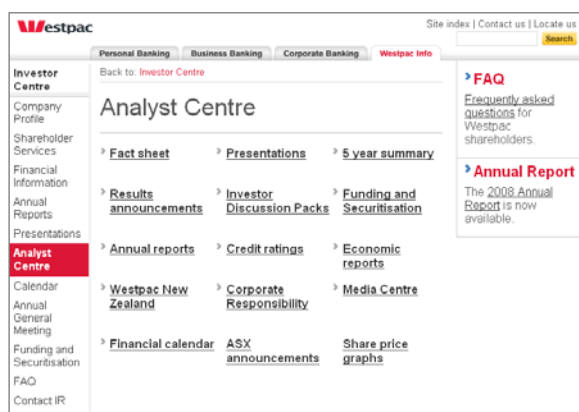 Westpac
Site index | Contact us | Locate us
Search
Personal Banking
Business Banking
Corporate Banking
Westpac Info
Investor
Centre
Company
Profile
Shareholder
Services
Financial
Information
Annual
Reports
Presentations
Analyst
Centre
Calendar
Annual
General
Meeting
Funding and
Securitisation
FAQ
Contact IR
Back to: Investor Centre
Analyst Centre
Fact sheet
Presentations
5 year summary
Results
announcements
Investor
Discussion Packs
Funding and
Securitisation
Annual reports
Credit ratings
Economic
reports
Westpac New
Zealand
Corporate
Responsibility
Media Centre
Financial calendar
ASX
announcements
Share price
graphs
FAQ
Frequently asked
questions for
Westpac
shareholders.
Annual Report
The 2008 Annual
Report is now
available.